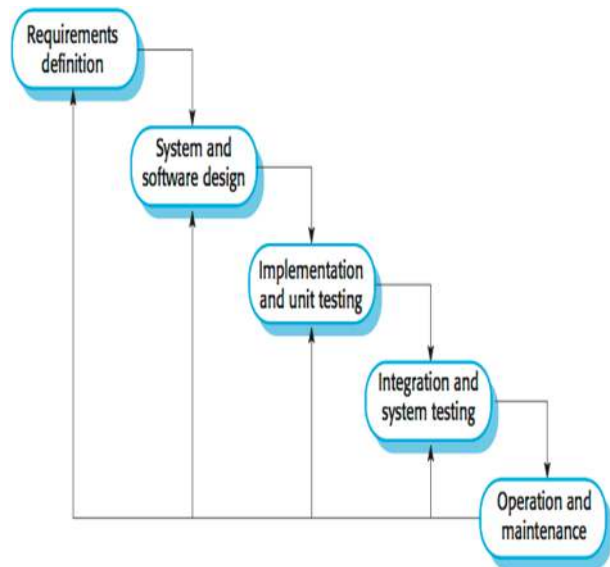 Requirements
definition
System and
software design
Implementation
and unit testing
Integration and
system testing
Operation and
maintenance